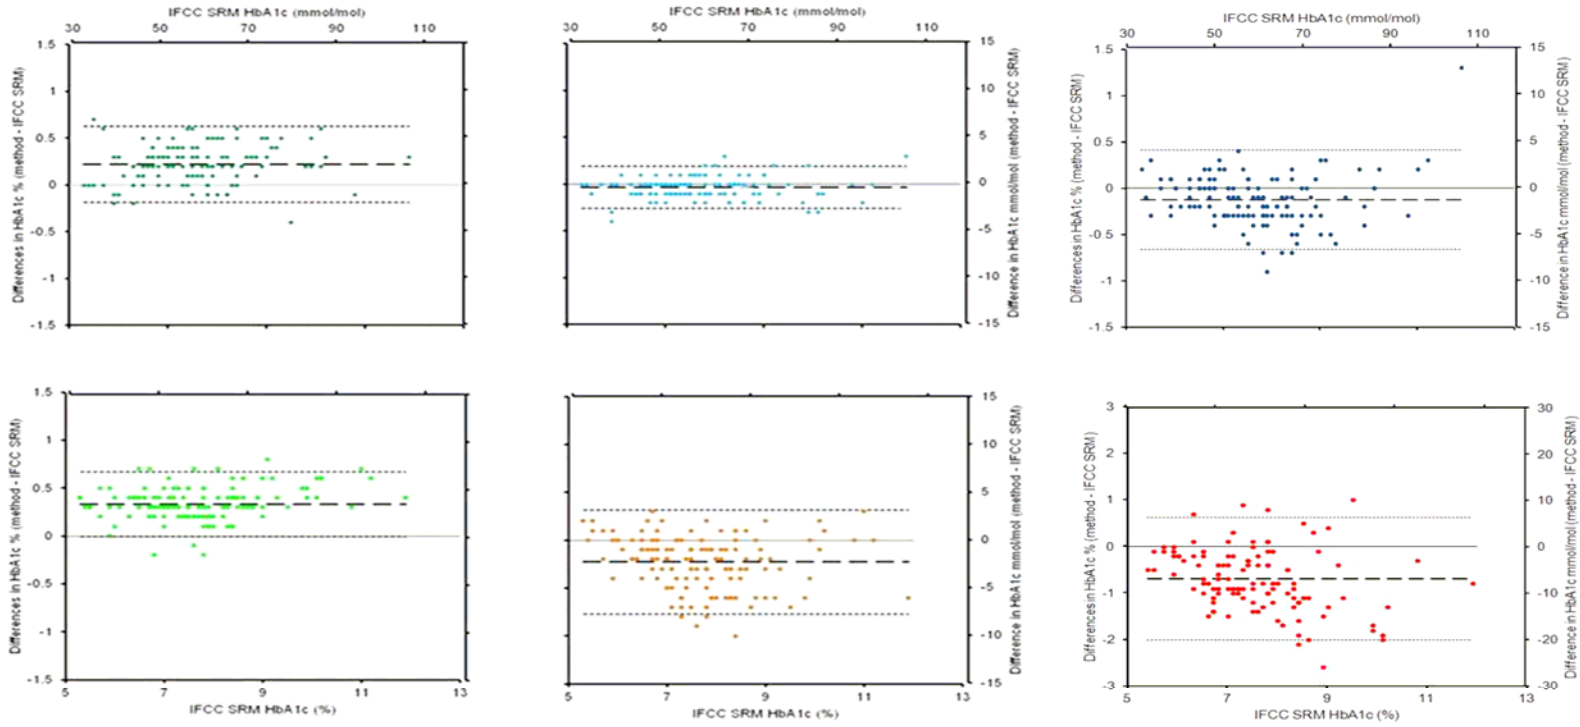 IFCC SRM HbA1c (mmol/mol)
30 50 70 90 110
Differences in HbA1c % (method - IFCC SRM)
1.5
1
0.5
0
-0.5
-1
-1.5
IFCC SRM HbA1c (mmol/mol)
30 50 70 90 110
15
10
5
0
-5
-10
-15
Difference in HbA1c mmol/mol (method - IFCC SRM)
IFCC SRM HbA1c (mmol/mol)
30 50 70 90 110
Differences in HbA1c % (method - IFCC SRM)
1.5
1
0.5
0
-0.5
-1
-1.5
15
10
5
0
-5
-10
-15
Difference in HbA1c mmol/mol (method - IFCC SRM)
Differences in HbA1c % (method - IFCC SRM)
1.5
1
0.5
0
-0.5
-1
-1.5
5 7 9 11 13
IFCC SRM HbA1c (%)
15
10
5
0
-5
-10
-15
Difference in HbA1c mmol/mol (method - IFCC SRM)
5 7 9 11 13
IFCC SRM HbA1c (%)
Differences in HbA1c % (method - IFCC SRM)
3
2
1
0
-1
-2
-3
30
20
10
0
-10
-20
-30
Difference in HbA1c mmol/mol (method - IFCC SRM)
5 7 9 11 13
IFCC SRM HbA1c (%)